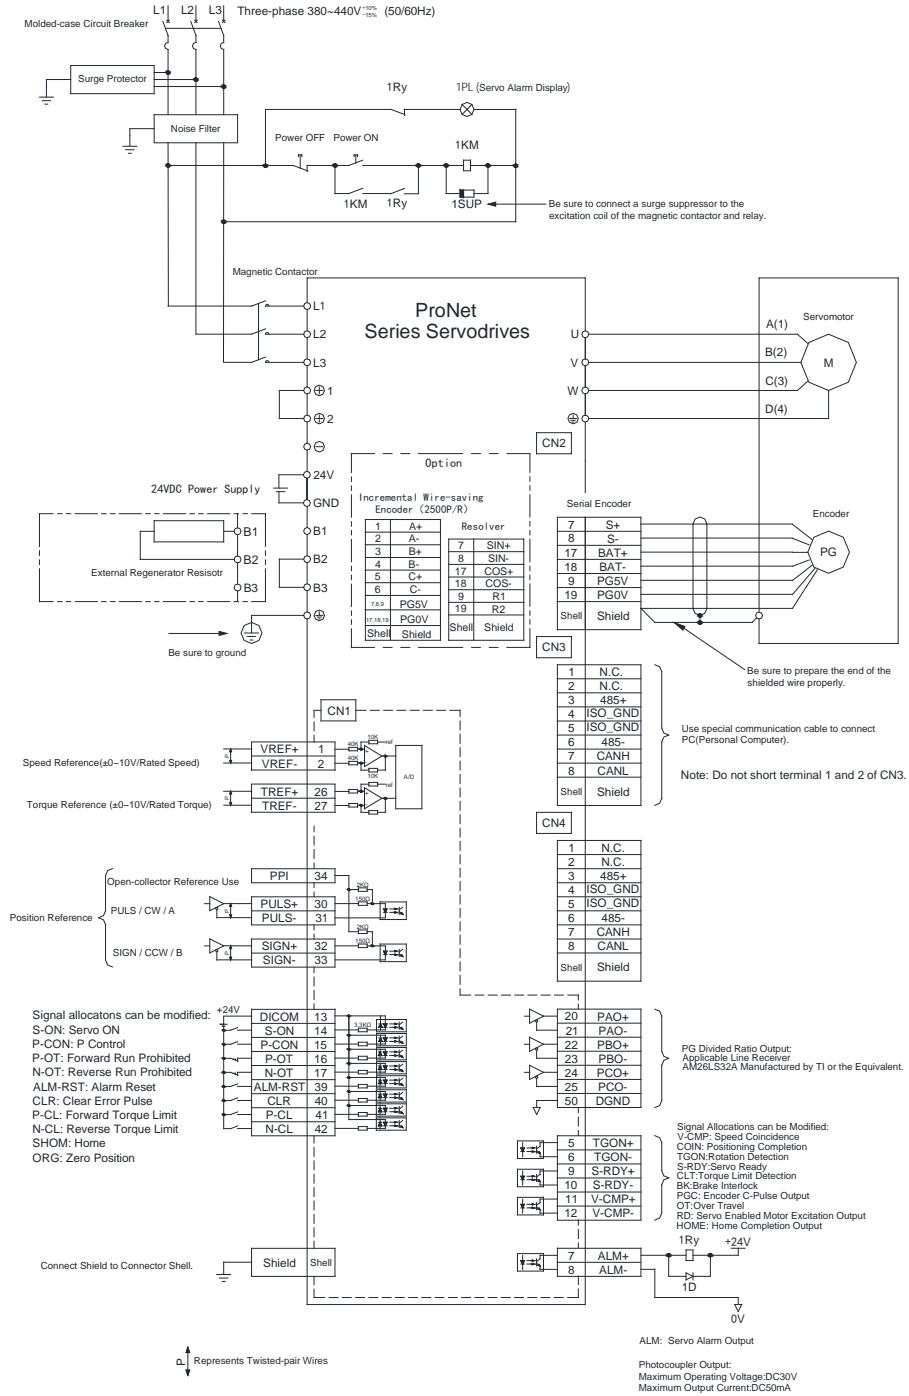 L1 L2 L3 Three-phase 380~440V +10% -15% (50/60Hz)
Molded-case Circuit Breaker
Surge Protector
Noise Filter
1Ry 1PL (Servo Alarm Display)
Power OFF Power ON
1KM
1KM 1Ry 1SUP
Be sure to connect a surge suppressor to the
excitation coil of the magnetic contactor and relay.
Magnetic Contactor
ProNet
Series Servodrives
L1
L2
L3
1
2
24V
GND
24VDC Power Supply
B1
B2
B3
B1
B2
B3
External Regenerator Resisotr
Be sure to ground
U
V
W
A(1)
B(2)
C(3)
D(4)
Servomotor
M
CN2
Option
Incremental Wire-saving
Encoder (2500P/R)
1 A+
2 A-
3 B+
4 B-
5 C+
6 C-
7,8,9 PG5V
17,18,19 PG0V
Shell Shield
Resolver
7 SIN+
8 SIN-
17 COS+
18 COS-
9 R1
19 R2
Shell Shield
Serial Encoder
7 S+
8 S-
17 BAT+
18 BAT-
9 PG5V
19 PG0V
Shell Shield
Encoder
PG
Be sure to prepare the end of the
shielded wire properly.
CN3
1 N.C.
2 N.C.
3 485+
4 ISO_GND
5 ISO_GND
6 485-
7 CANH
8 CANL
Shell Shield
Use special communication cable to connect
PC(Personal Computer).
Note: Do not short terminal 1 and 2 of CN3.
CN4
1 N.C.
2 N.C.
3 485+
4 ISO_GND
5 ISO_GND
6 485-
7 CANH
8 CANL
Shell Shield
CN1
Speed Reference(±0~10V/Rated Speed)
P
VREF+ 1
VREF- 2
40K
40K
10K
10K
ref
ref
A/D
Torque Reference (±0~10V/Rated Torque)
P
TREF+ 26
TREF- 27
Position Reference
Open-collector Reference Use
PPI 34
PULS / CW / A
P
PULS+ 30
PULS- 31
2KΩ
150Ω
SIGN / CCW / B
P
SIGN+ 32
SIGN- 33
2KΩ
150Ω
Signal allocatons can be modified:
S-ON: Servo ON
P-CON: P Control
P-OT: Forward Run Prohibited
N-OT: Reverse Run Prohibited
ALM-RST: Alarm Reset
CLR: Clear Error Pulse
P-CL: Forward Torque Limit
N-CL: Reverse Torque Limit
SHOM: Home
ORG: Zero Position
+24V
DICOM 13
S-ON 14
P-CON 15
P-OT 16
N-OT 17
ALM-RST 39
CLR 40
P-CL 41
N-CL 42
3.3KΩ
20 PAO+
21 PAO-
22 PBO+
23 PBO-
24 PCO+
25 PCO-
50 DGND
PG Divided Ratio Output:
Applicable Line Receiver
AM26LS32A Manufactured by TI or the Equivalent.
5 TGON+
6 TGON-
9 S-RDY+
10 S-RDY-
11 V-CMP+
12 V-CMP-
Signal Allocations can be Modified:
V-CMP: Speed Coincidence
COIN: Positioning Completion
TGON:Rotation Detection
S-RDY:Servo Ready
CLT:Torque Limit Detection
BK:Brake Interlock
PGC: Encoder C-Pulse Output
OT:Over Travel
RD: Servo Enabled Motor Excitation Output
HOME: Home Completion Output
Connect Shield to Connector Shell.
Shield Shell
7 ALM+
8 ALM-
1Ry
+24V
1D
0V
ALM: Servo Alarm Output
P Represents Twisted-pair Wires
Photocoupler Output:
Maximum Operating Voltage:DC30V
Maximum Output Current:DC50mA